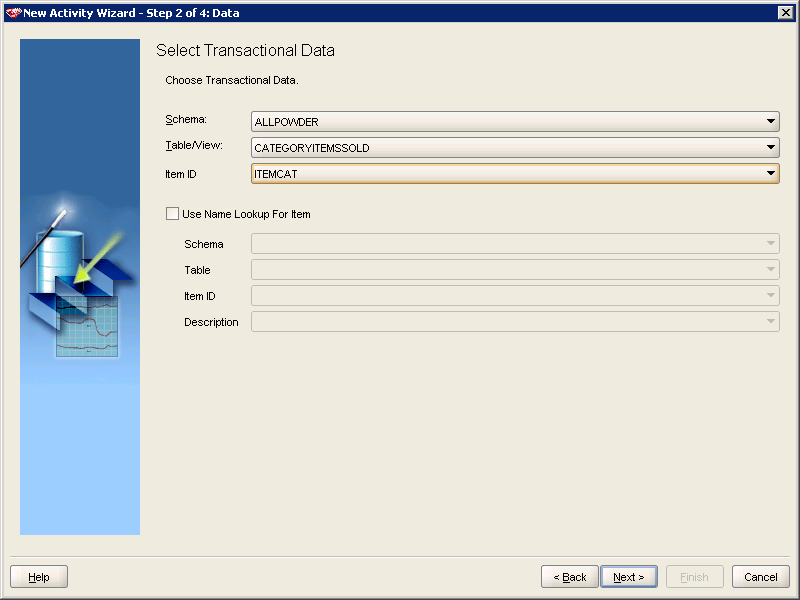 New Activity Wizard - Step 2 of 4: Data
Select Transactional Data
Choose Transactional Data.
Schema: ALLPOWDER
Table/View: CATEGORYITEMSSOLD
Item ID ITEMCAT
Use Name Lookup For Item
Schema
Table
Item ID
Description
Help < Back Next > Finish Cancel